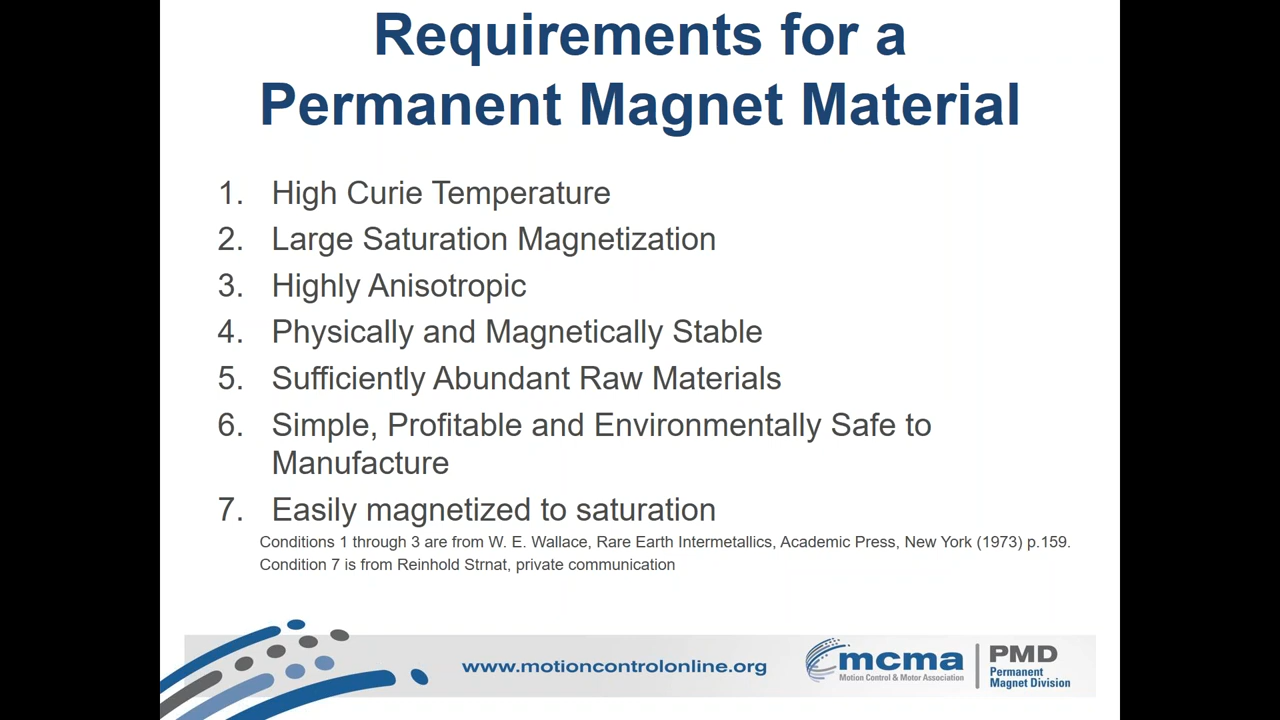 Requirements for a
Permanent Magnet Material
1. High Curie Temperature
2. Large Saturation Magnetization
3. Highly Anisotropic
4. Physically and Magnetically Stable
5. Sufficiently Abundant Raw Materials
6. Simple, Profitable and Environmentally Safe to
Manufacture
7. Easily magnetized to saturation
Conditions 1 through 3 are from W. E. Wallace, Rare Earth Intermetallics, Academic Press, New York (1973) p.159.
Condition 7 is from Reinhold Strnat, private communication
www.motioncontrolonline.org
mcma
Motion Control & Motor Association
PMD
Permanent
Magnet Division